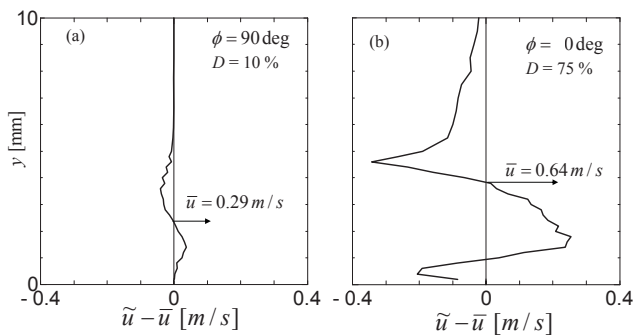 10
(a)
ϕ = 90 deg
D = 10 %
y [mm]
u̅ = 0.29 m/s
0
-0.4
0
0.4
ũ − u̅ [m/s]
(b)
ϕ = 0 deg
D = 75 %
u̅ = 0.64 m/s
-0.4
0
0.4
ũ − u̅ [m/s]